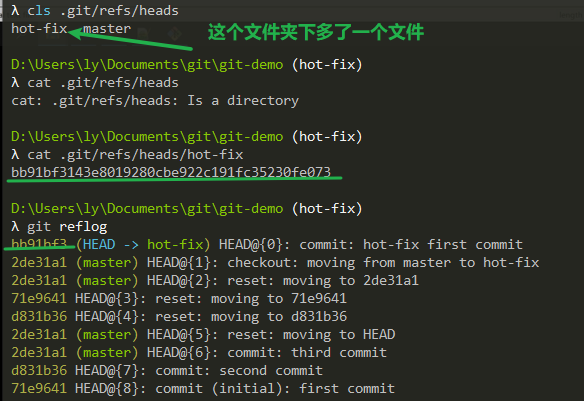 λ cls .git/refs/heads
hot-fix  master
这个文件夹下多了一个文件
D:\Users\ly\Documents\git\git-demo (hot-fix)
λ cat .git/refs/heads
cat: .git/refs/heads: Is a directory
D:\Users\ly\Documents\git\git-demo (hot-fix)
λ cat .git/refs/heads/hot-fix
bb91bf3143e8019280cbe922c191fc35230fe073
D:\Users\ly\Documents\git\git-demo (hot-fix)
λ git reflog
bb91bf3 (HEAD -> hot-fix) HEAD@{0}: commit: hot-fix first commit
2de31a1 (master) HEAD@{1}: checkout: moving from master to hot-fix
2de31a1 (master) HEAD@{2}: reset: moving to 2de31a1
71e9641 HEAD@{3}: reset: moving to 71e9641
d831b36 HEAD@{4}: reset: moving to d831b36
2de31a1 (master) HEAD@{5}: reset: moving to HEAD
2de31a1 (master) HEAD@{6}: commit: third commit
d831b36 HEAD@{7}: commit: second commit
71e9641 HEAD@{8}: commit (initial): first commit